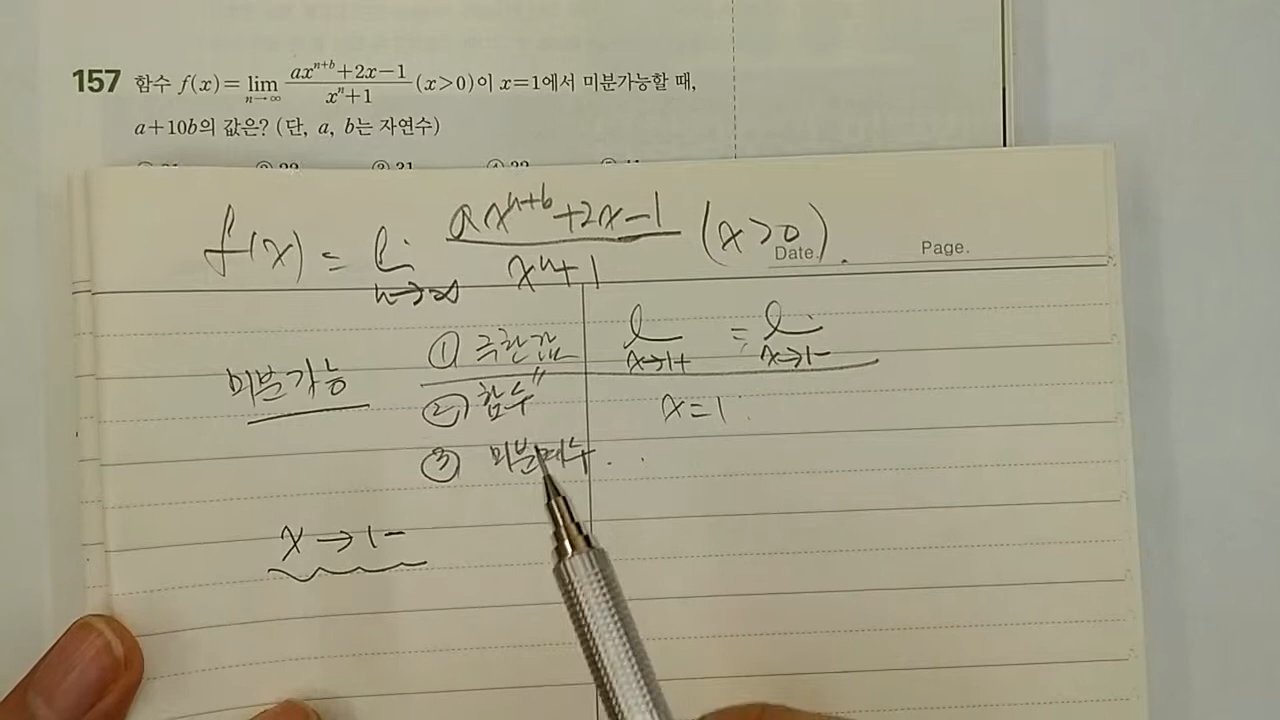 157 함수 f(x)=lim_{n→∞} (ax^{n+b}+2x-1)/(x^n+1) (x>0)이 x=1에서 미분가능할 때,
a+10b의 값은? (단, a, b는 자연수)
f(x) = lim_{n→∞} (ax^{n+b}+2x-1)/(x^n+1) (x>0).
Date. Page.
미분가능
① 극한값 lim_{x→1+} = lim_{x→1-}
② 함수〃 x=1
③ 미분계수
x→1-